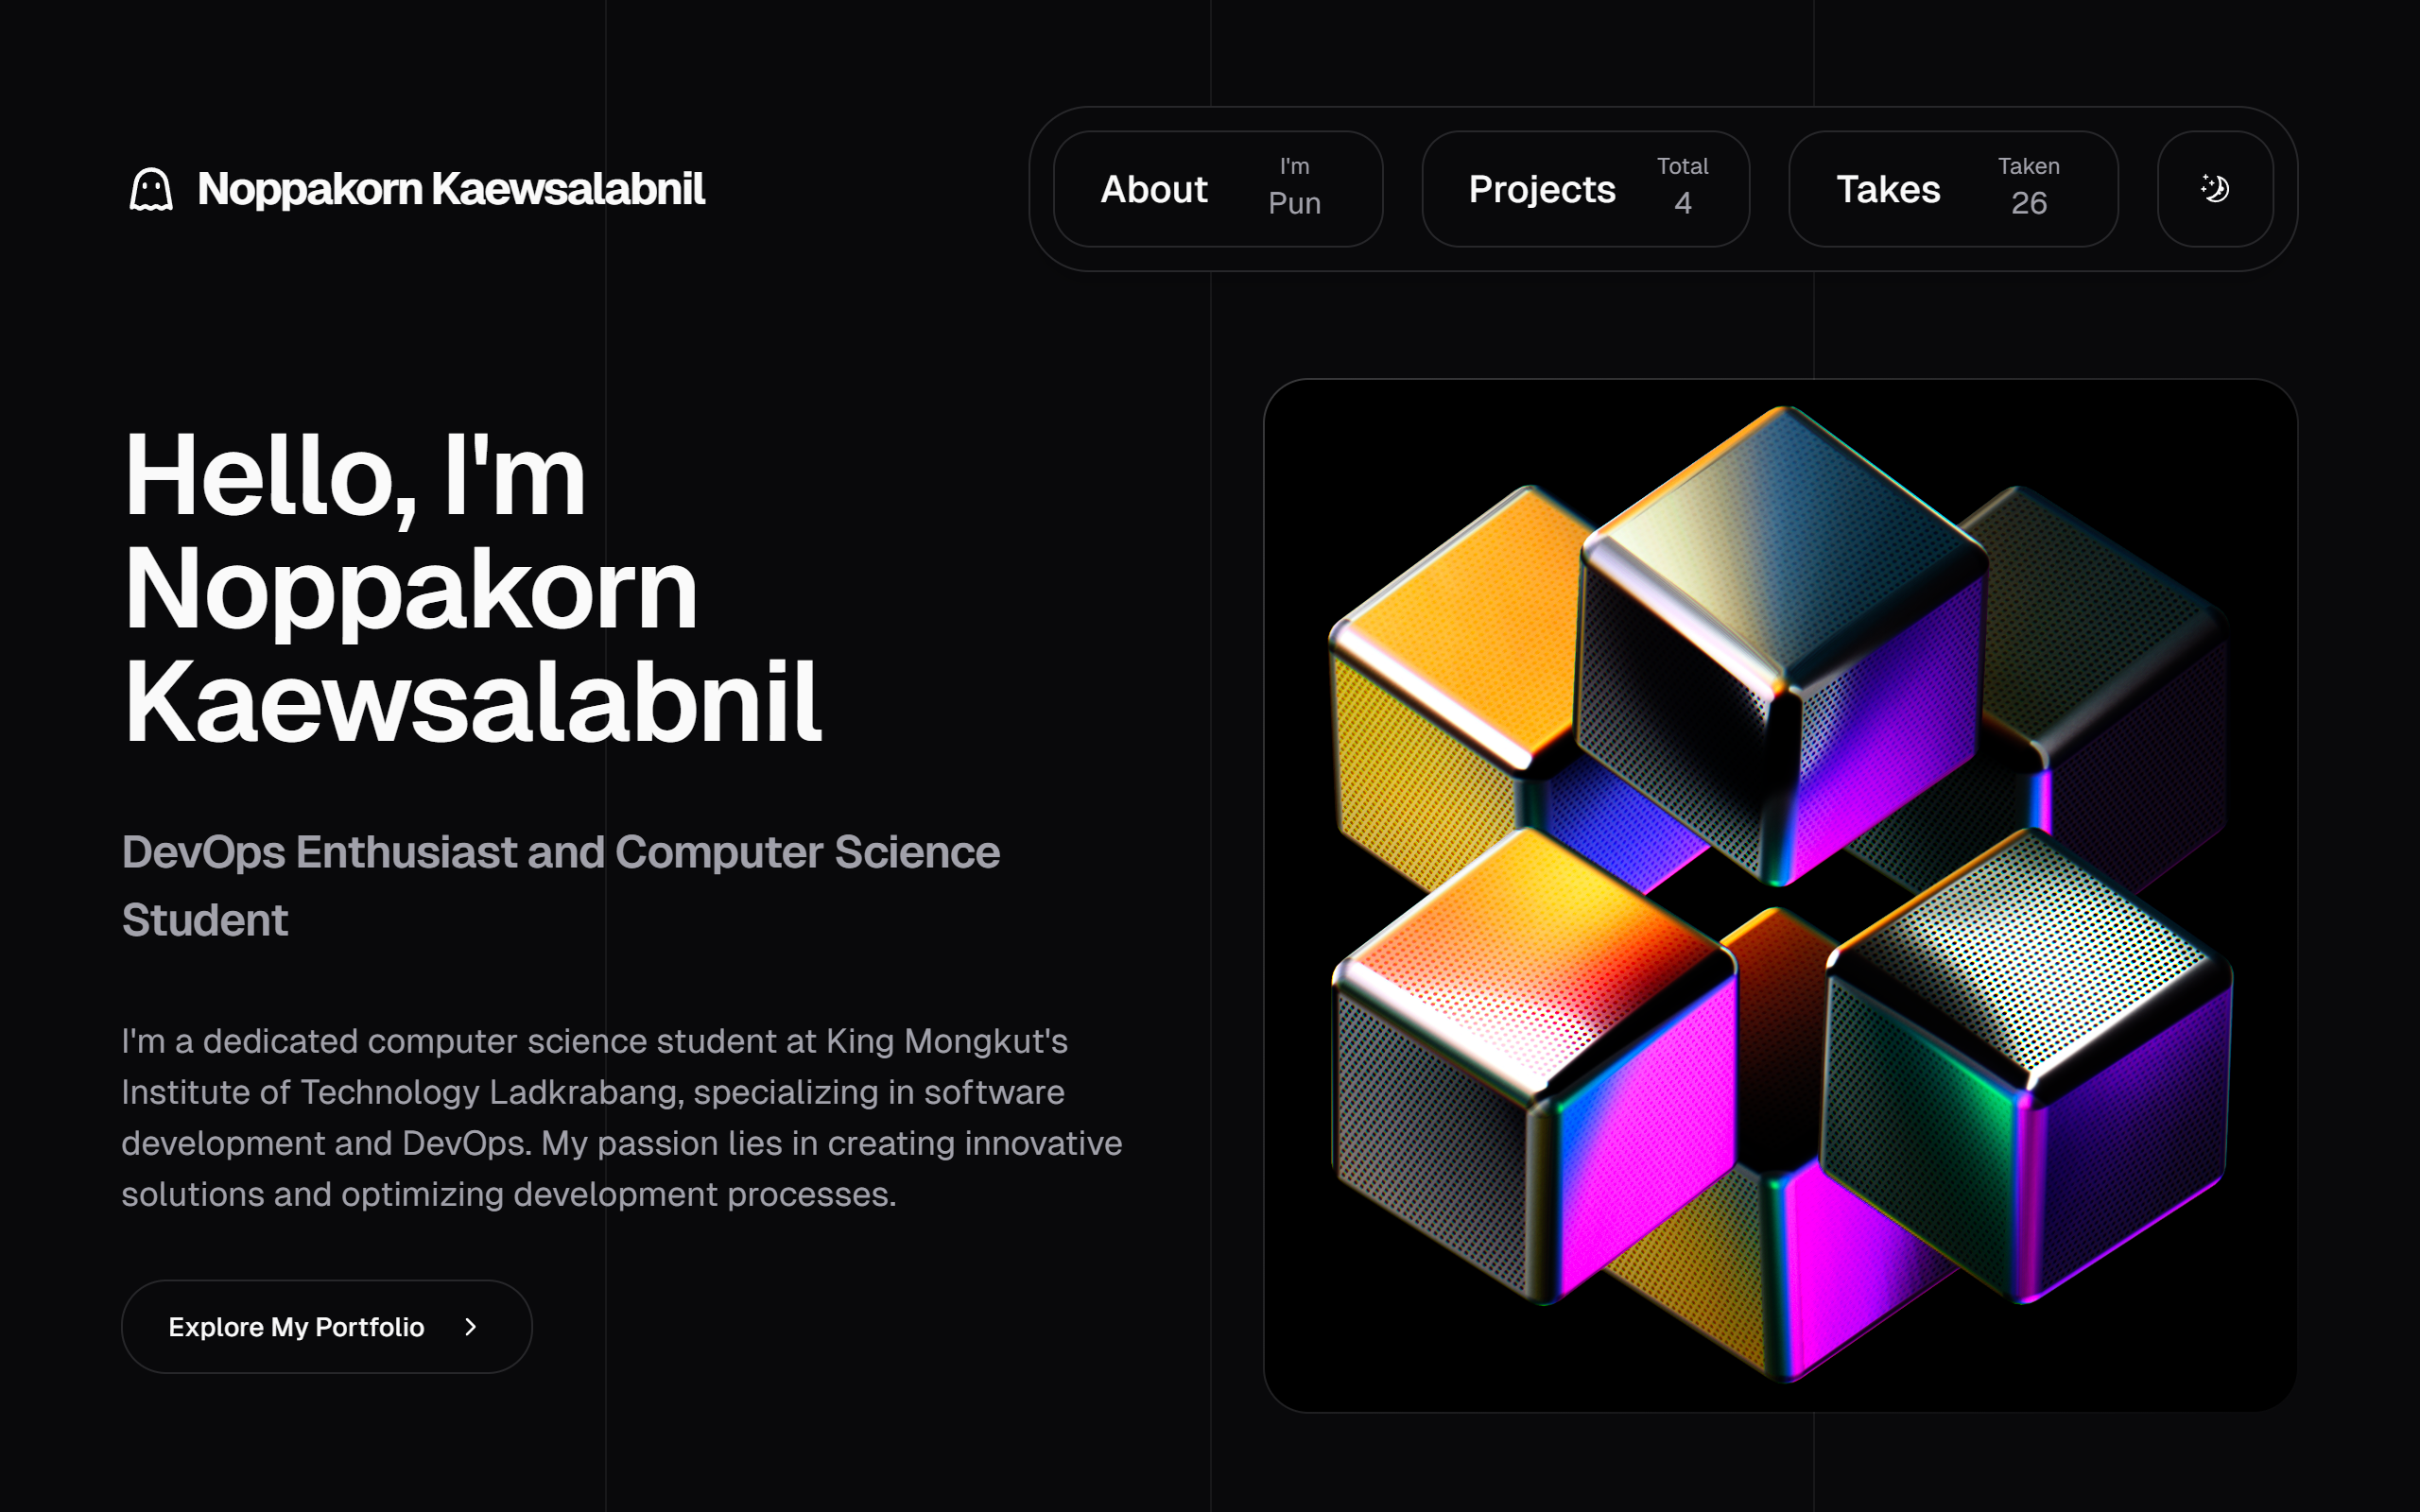 Noppakorn Kaewsalabnil
About
I'm
Pun
Projects
Total
4
Takes
Taken
26
Hello, I'm
Noppakorn
Kaewsalabnil
DevOps Enthusiast and Computer Science
Student
I'm a dedicated computer science student at King Mongkut's
Institute of Technology Ladkrabang, specializing in software
development and DevOps. My passion lies in creating innovative
solutions and optimizing development processes.
Explore My Portfolio